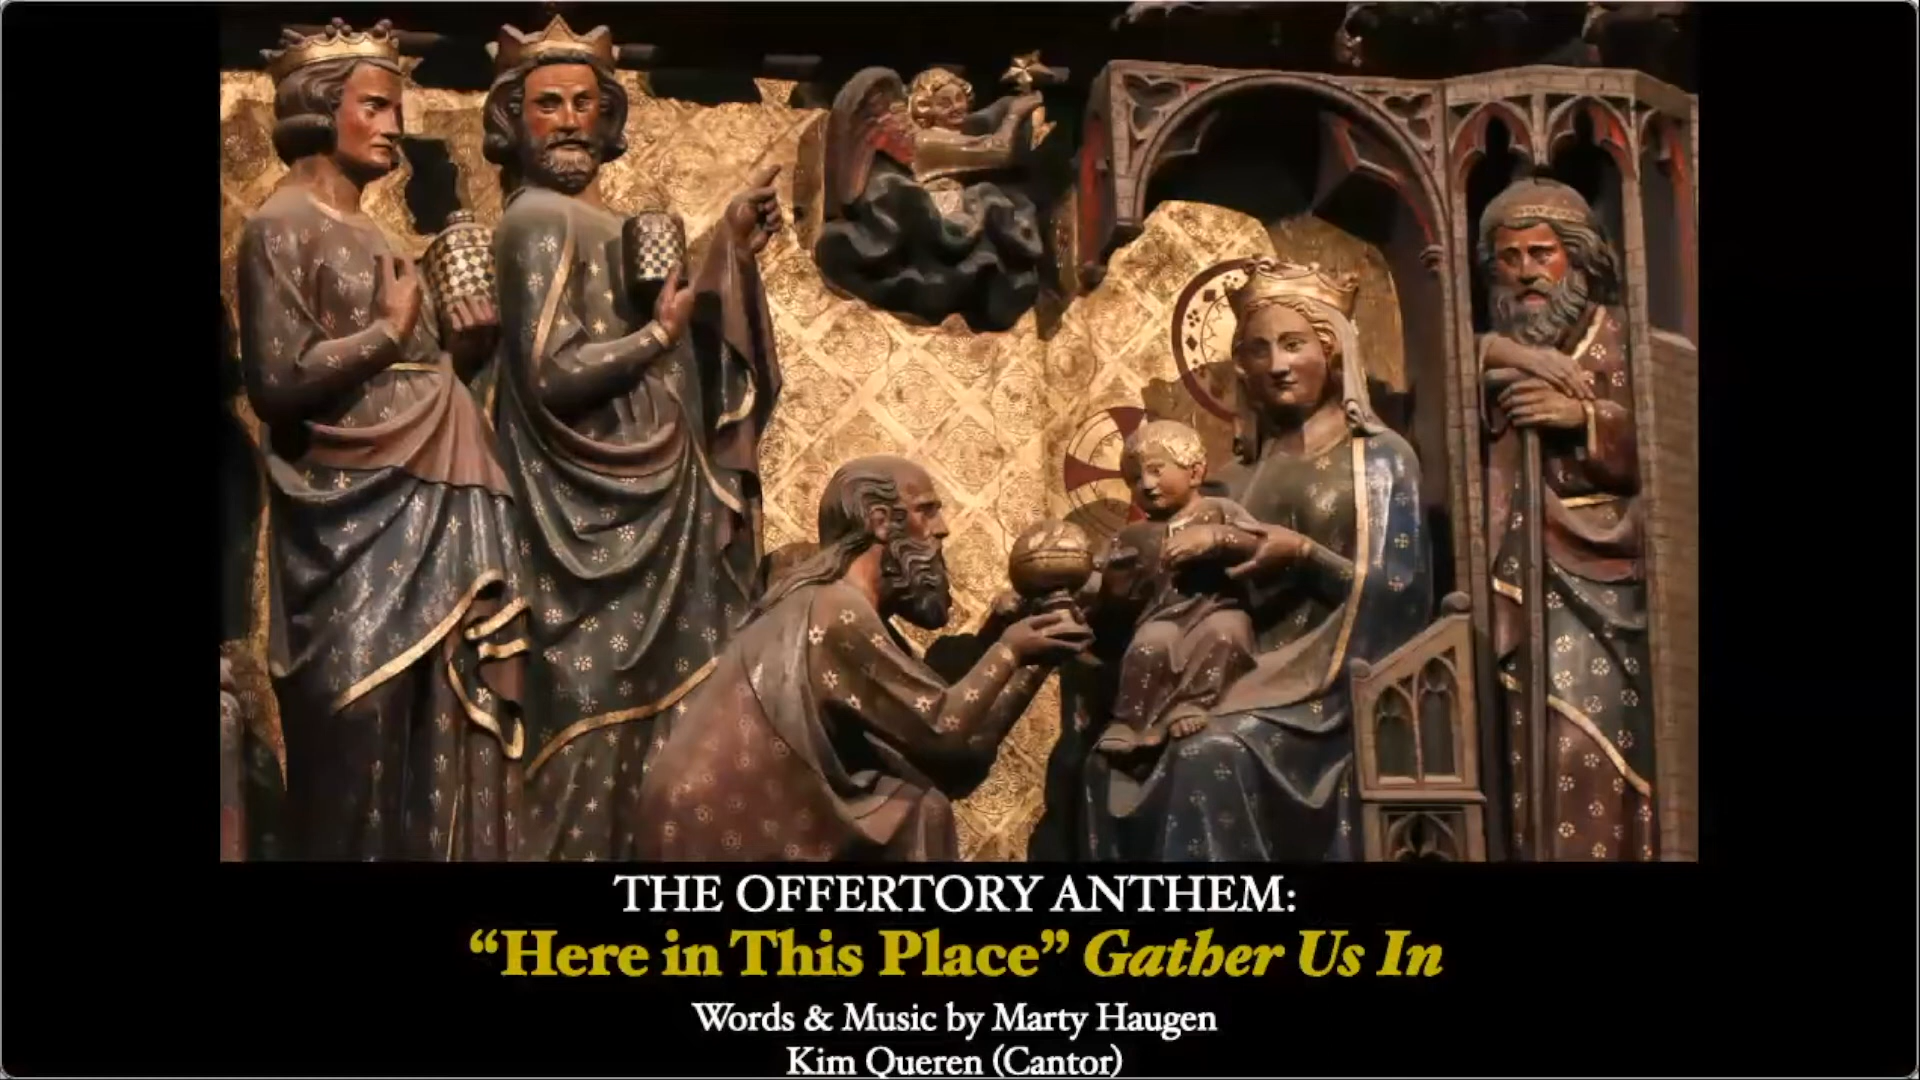 THE OFFERTORY ANTHEM:
“Here in This Place” Gather Us In
Words & Music by Marty Haugen
Kim Queren (Cantor)